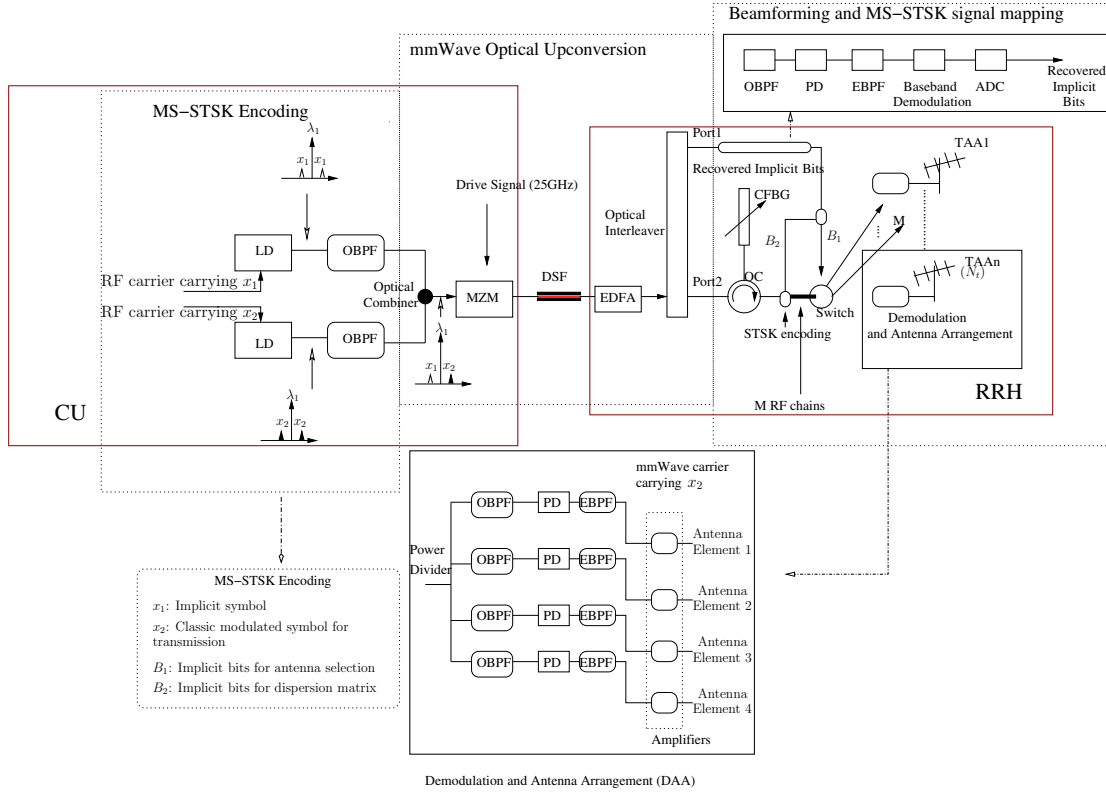 Beamforming and MS−STSK signal mapping
mmWave Optical Upconversion
OBPF
PD
EBPF
Baseband
Demodulation
ADC
Recovered
Implicit
Bits
MS−STSK Encoding
λ1
x1
x1
LD
OBPF
RF carrier carrying x1
RF carrier carrying x2
LD
OBPF
λ1
x2
x2
CU
Optical
Combiner
Drive Signal (25GHz)
MZM
λ1
x1
x2
DSF
EDFA
Optical
Interleaver
Port1
Recovered Implicit Bits
CFBG
B2
B1
Port2
OC
STSK encoding
Switch
M RF chains
M
TAA1
TAAn
(Nt)
Demodulation
and Antenna Arrangement
RRH
mmWave carrier
carrying x2
Power
Divider
OBPF
PD
EBPF
Antenna
Element 1
OBPF
PD
EBPF
Antenna
Element 2
OBPF
PD
EBPF
Antenna
Element 3
OBPF
PD
EBPF
Antenna
Element 4
Amplifiers
MS−STSK Encoding
x1: Implicit symbol
x2: Classic modulated symbol for
transmission
B1: Implicit bits for antenna selection
B2: Implicit bits for dispersion matrix
Demodulation and Antenna Arrangement (DAA)